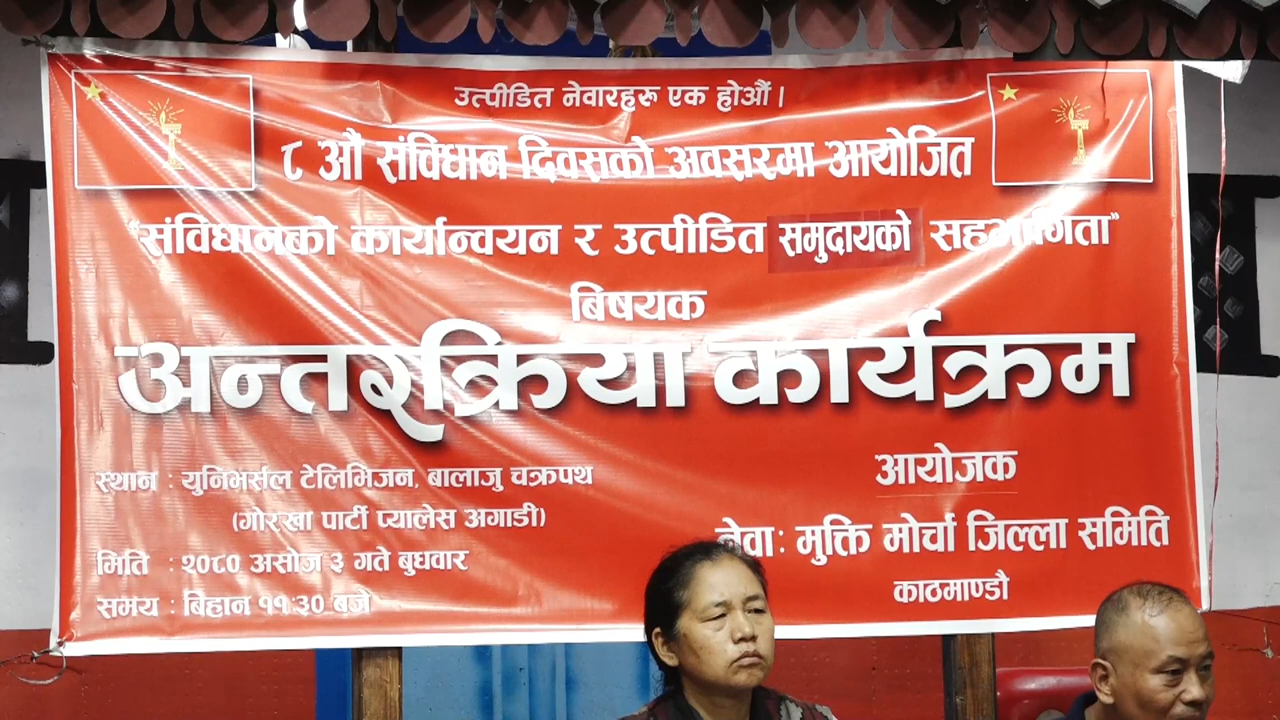 उत्पीडित नेवारहरु एक होऔं।
८ औं संविधान दिवसको अवसरमा आयोजित
"संविधानको कार्यान्वयन र उत्पीडित समुदायको सहभागिता"
बिषयक
अन्तरक्रिया कार्यक्रम
स्थान : युनिभर्सल टेलिभिजन, बालाजु चक्रपथ
(गोरखा पार्टी प्यालेस अगाडी)
मिति : २०८० असोज ३ गते बुधवार
समय : बिहान ११:३० बजे
आयोजक
नेवा: मुक्ति मोर्चा जिल्ला समिति
काठमाण्डौ